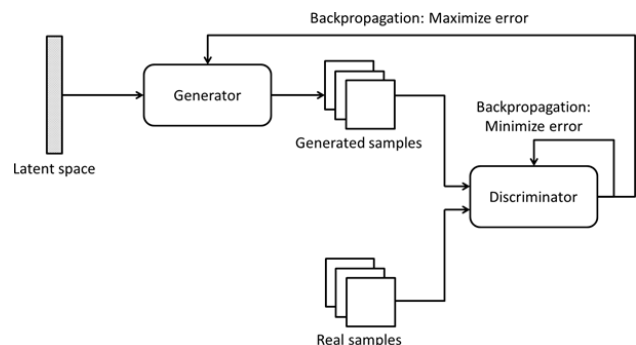 Backpropagation: Maximize error
Generator
Backpropagation:
Minimize error
Generated samples
Latent space
Discriminator
Real samples